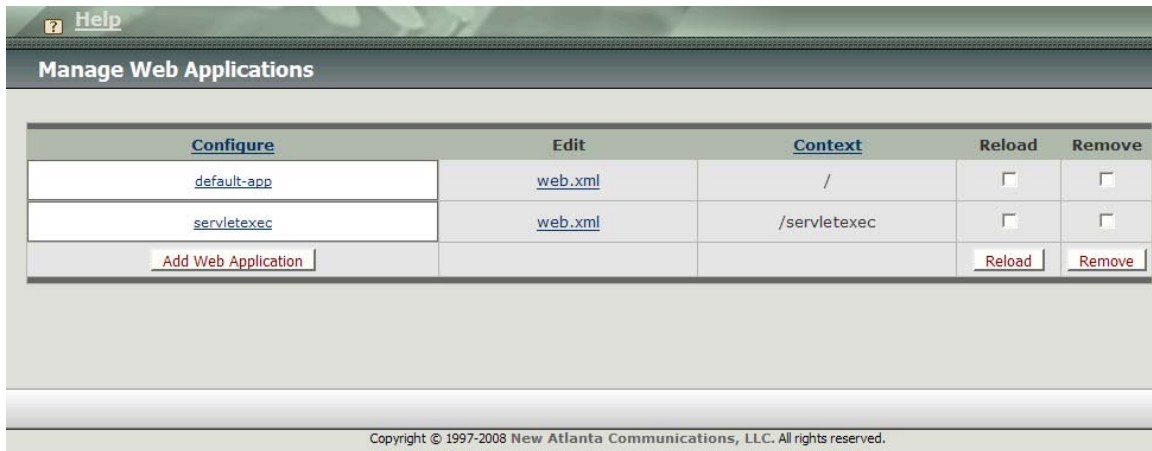 ? Help
Manage Web Applications
Configure Edit Context Reload Remove
default-app web.xml /
servletexec web.xml /servletexec
Add Web Application Reload Remove
Copyright © 1997-2008 New Atlanta Communications, LLC. All rights reserved.